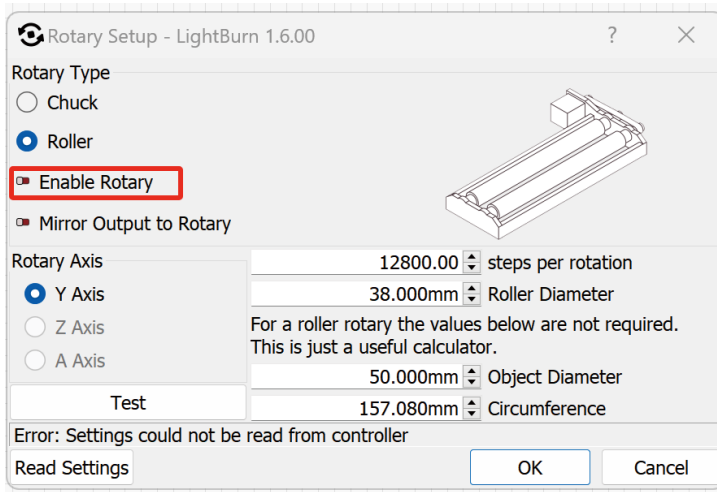 Rotary Setup - LightBurn 1.6.00 ?
Rotary Type
Chuck
Roller
Enable Rotary
Mirror Output to Rotary
Rotary Axis
Y Axis
Z Axis
A Axis
Test
12800.00 steps per rotation
38.000mm Roller Diameter
For a roller rotary the values below are not required.
This is just a useful calculator.
50.000mm Object Diameter
157.080mm Circumference
Error: Settings could not be read from controller
Read Settings OK Cancel